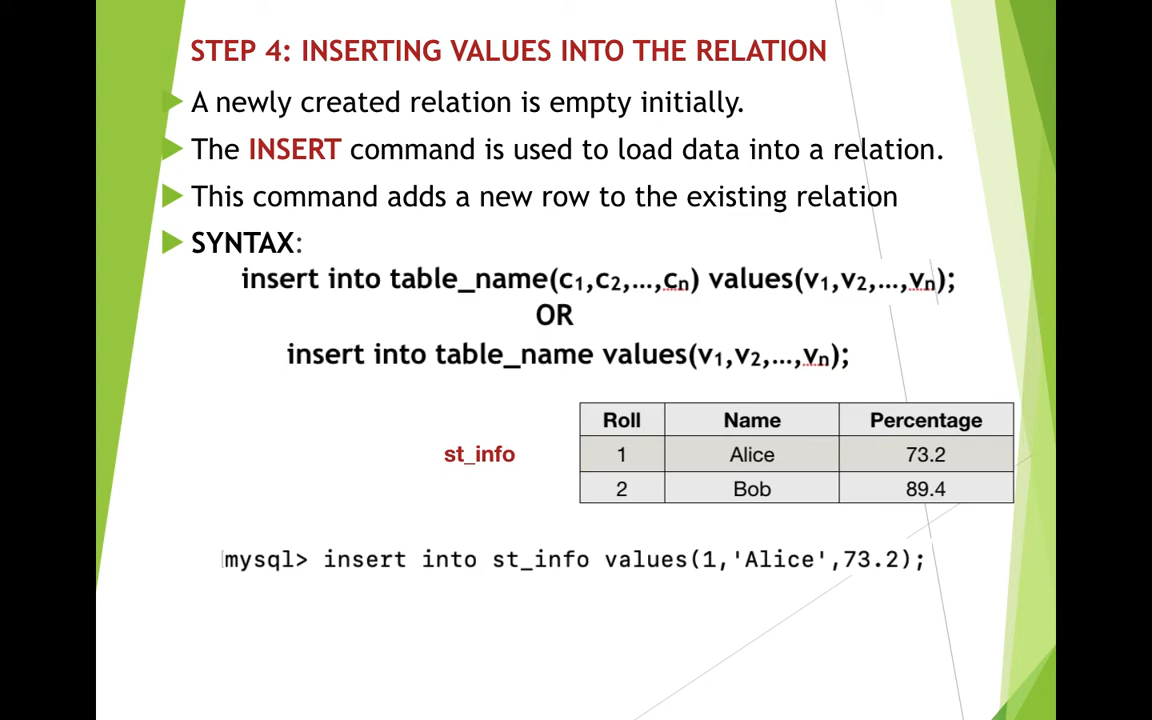 STEP 4: INSERTING VALUES INTO THE RELATION
A newly created relation is empty initially.
The INSERT command is used to load data into a relation.
This command adds a new row to the existing relation
SYNTAX:
insert into table_name(c₁,c₂,...,cₙ) values(v₁,v₂,...,vₙ);
OR
insert into table_name values(v₁,v₂,...,vₙ);
Roll Name Percentage
st_info 1 Alice 73.2
2 Bob 89.4
mysql> insert into st_info values(1,'Alice',73.2);